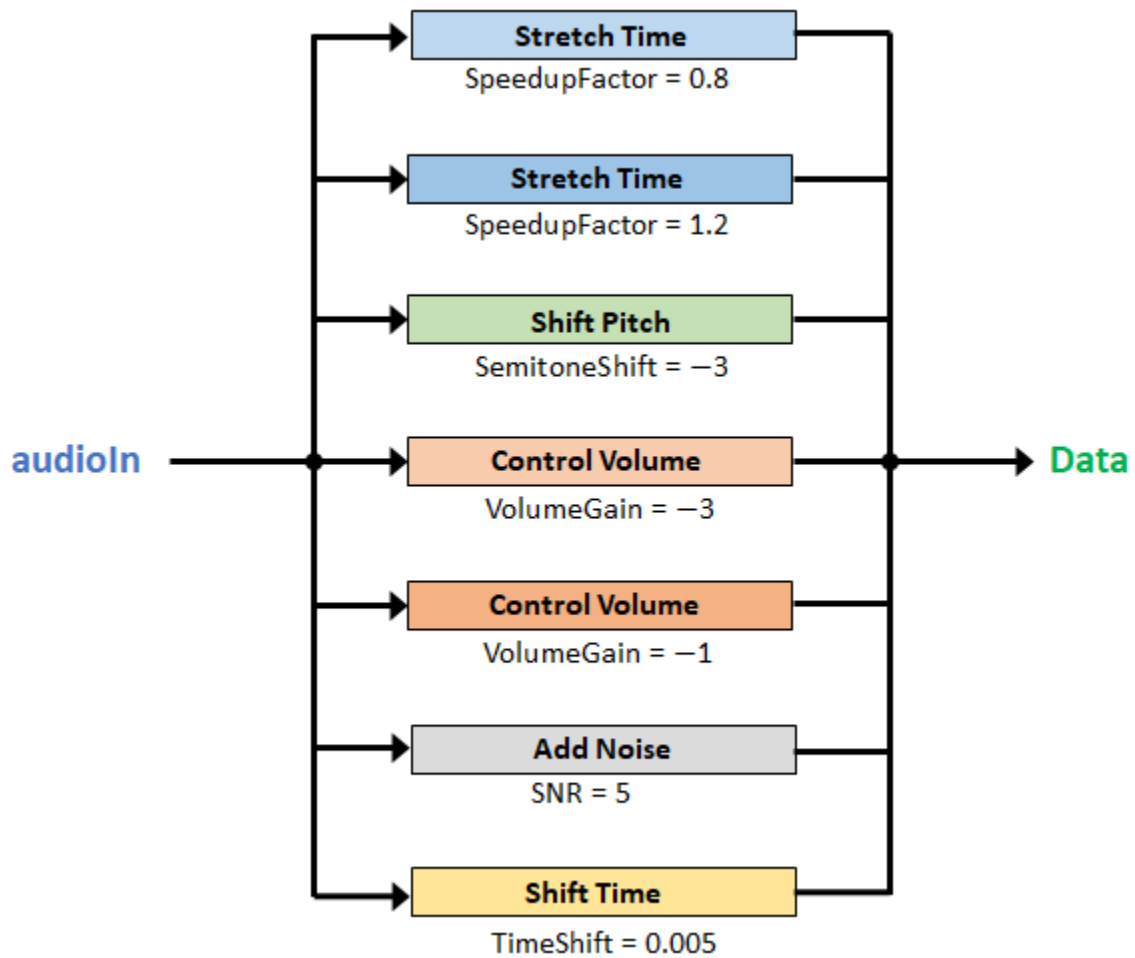 Stretch Time
SpeedupFactor = 0.8
Stretch Time
SpeedupFactor = 1.2
Shift Pitch
SemitoneShift = −3
audioIn
Control Volume
Data
VolumeGain = −3
Control Volume
VolumeGain = −1
Add Noise
SNR = 5
Shift Time
TimeShift = 0.005